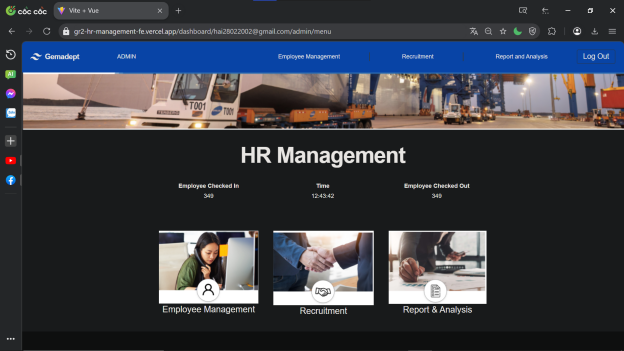 cốc cốc
Vite + Vue
gr2-hr-management-fe.vercel.app/dashboard/hai28022002@gmail.com/admin/menu
Gemadept ADMIN Employee Management Recruitment Report and Analysis Log Out
T001
T001
HR Management
Employee Checked In Time Employee Checked Out
349 12:43:42 349
Employee Management Recruitment Report & Analysis